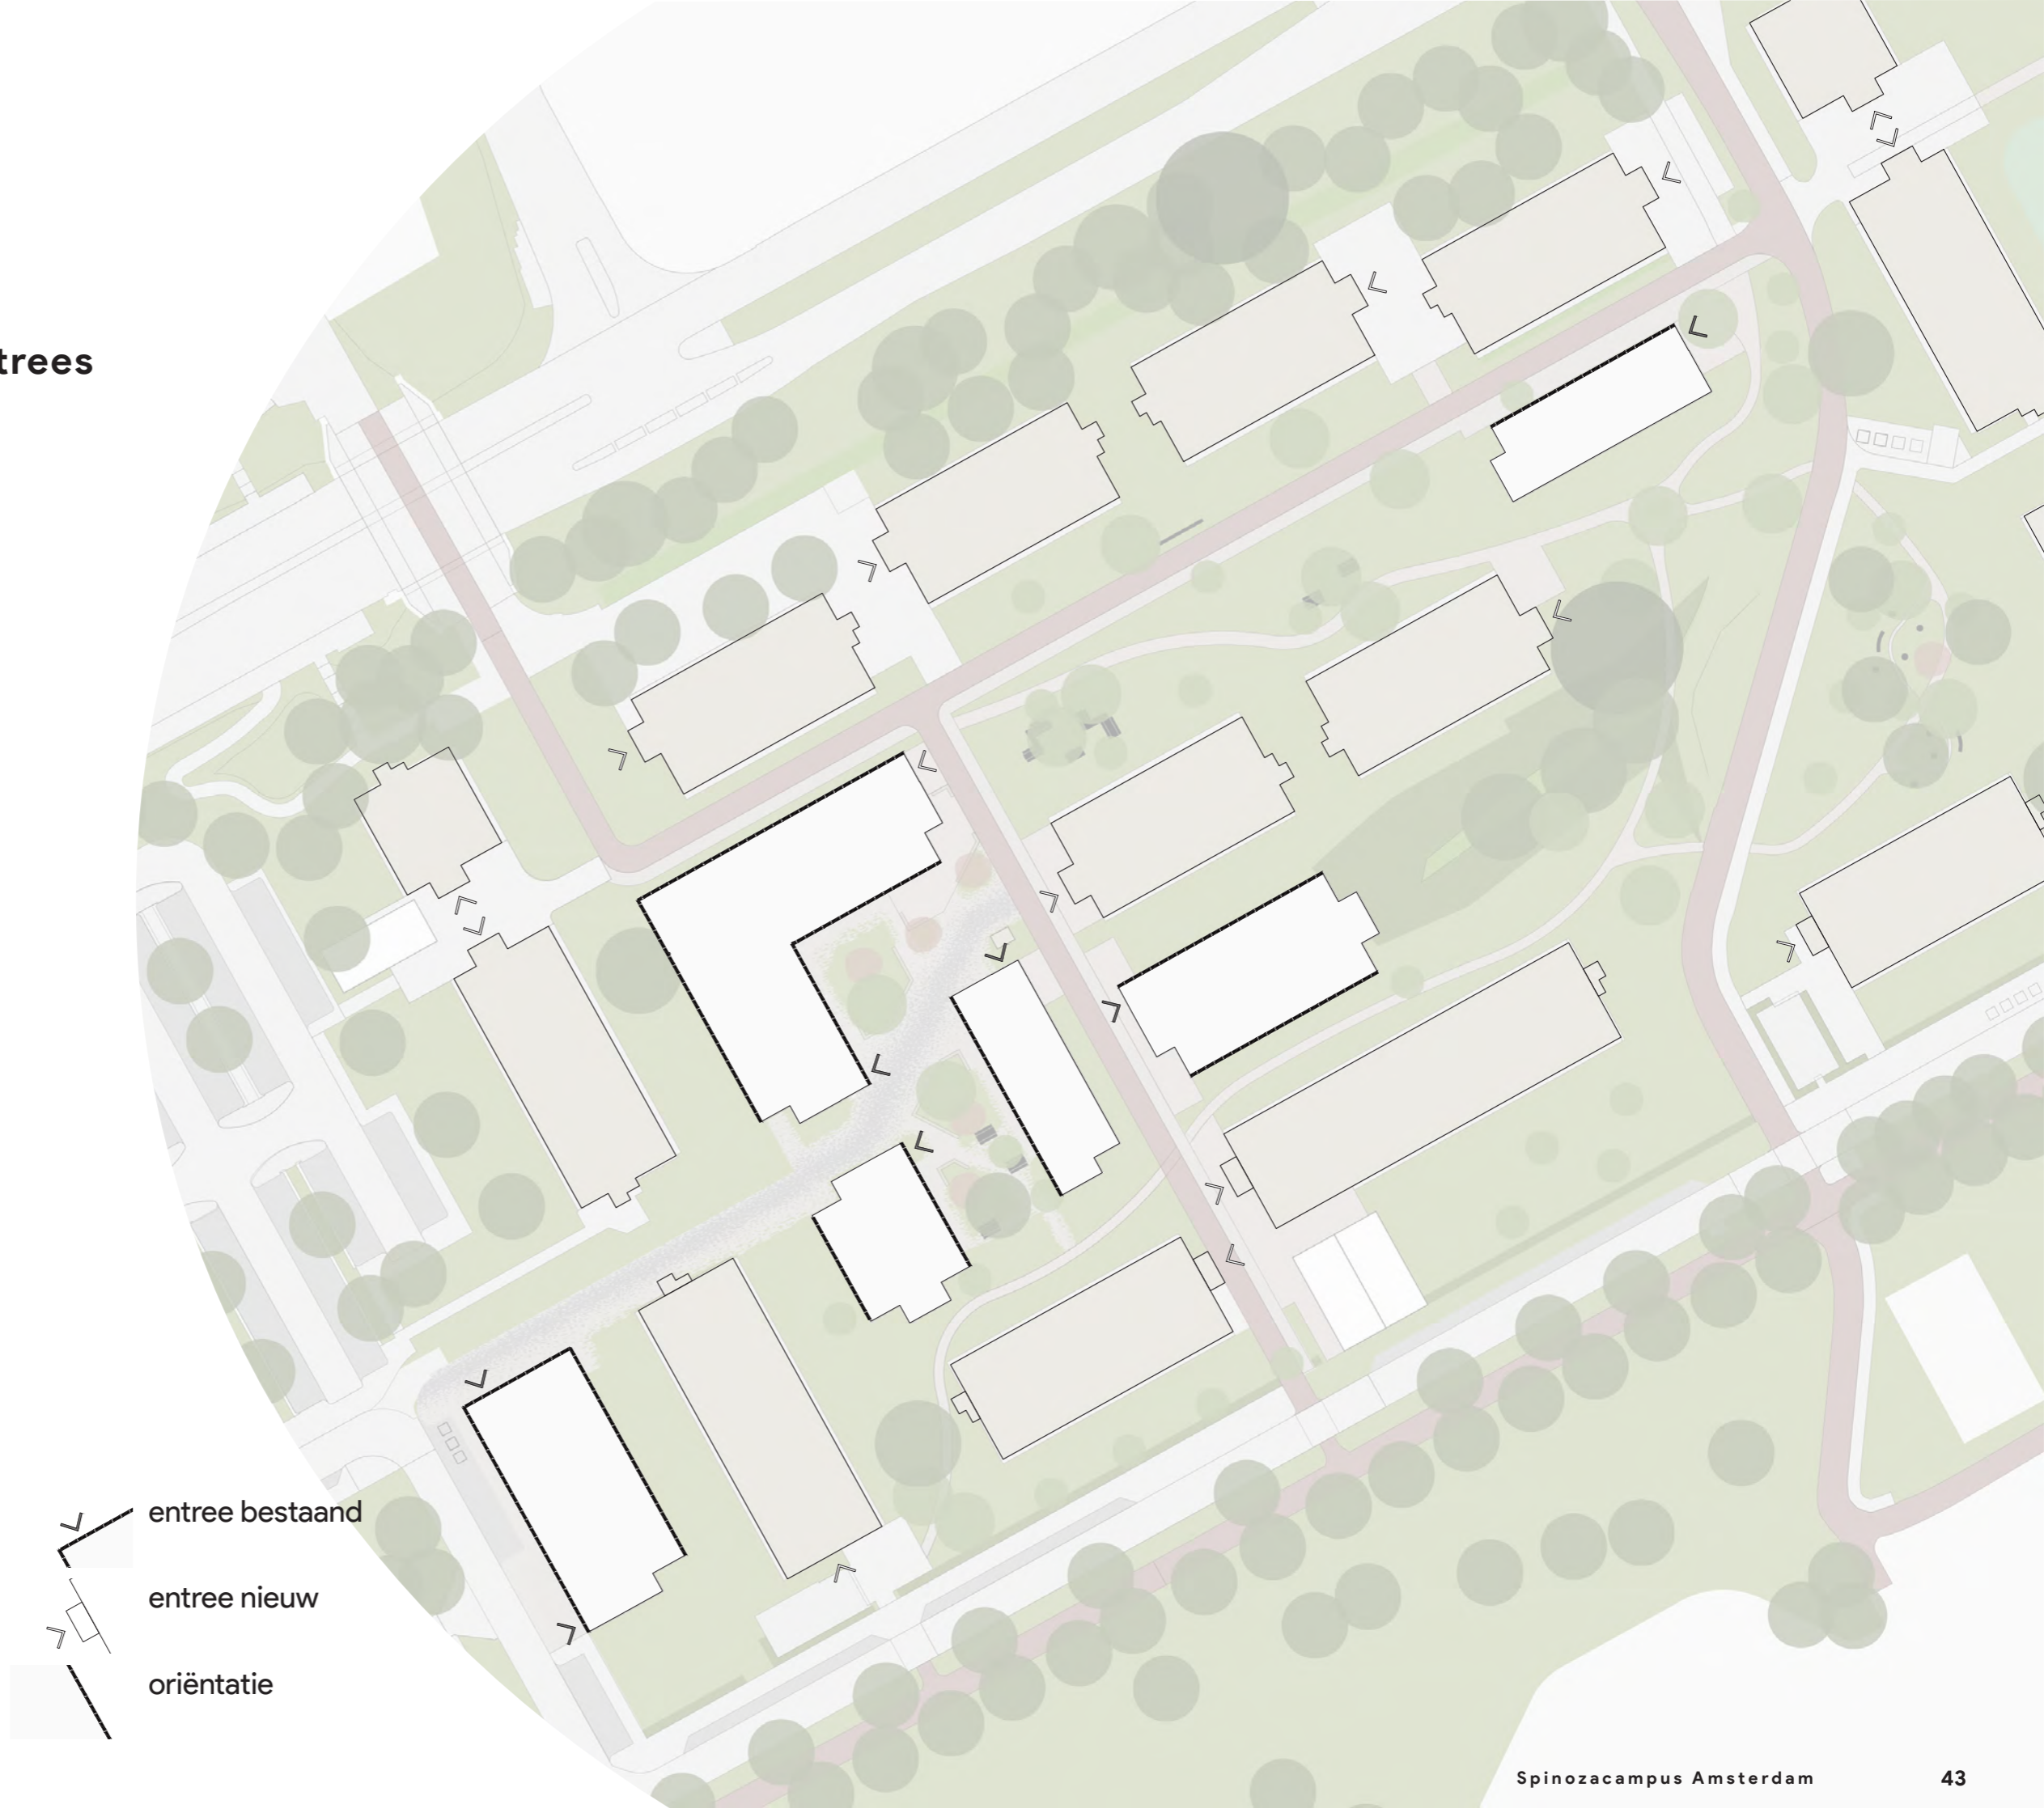 trees
entree bestaand
entree nieuw
oriëntatie
Spinozacampus Amsterdam 43